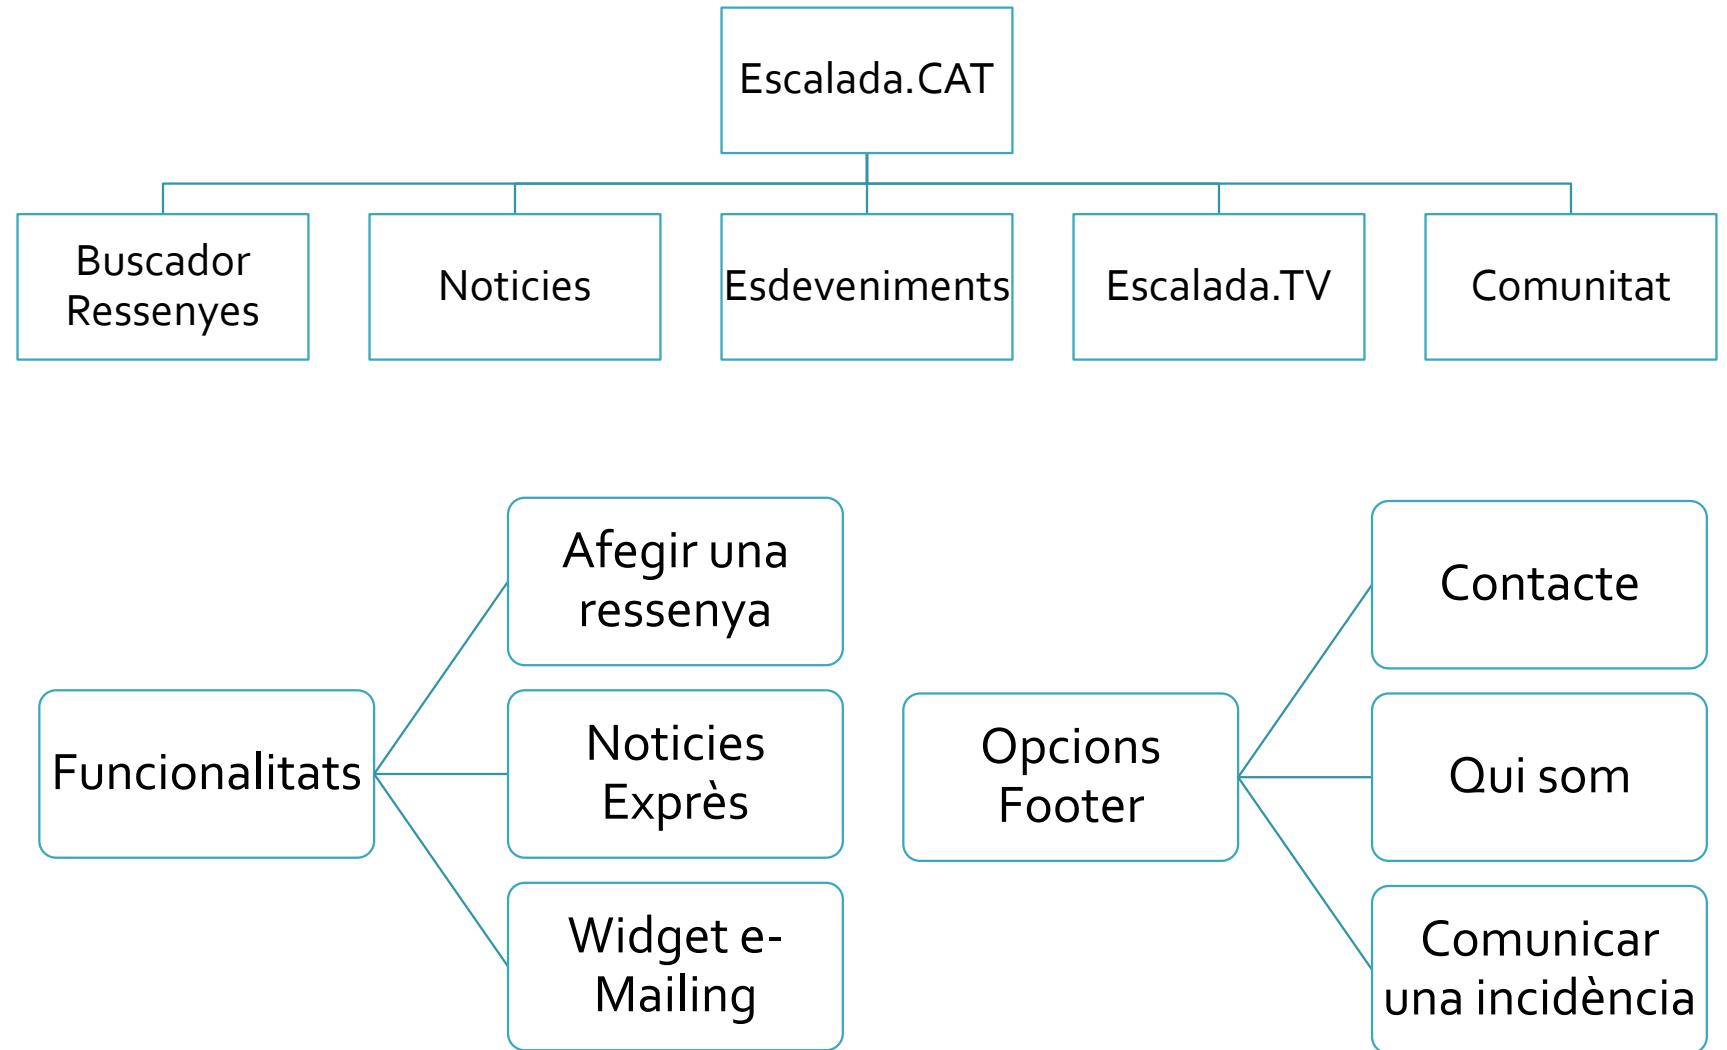 Escalada.CAT
Buscador
Ressenyes
Noticies
Esdeveniments
Escalada.TV
Comunitat
Funcionalitats
Afegir una
ressenya
Noticies
Exprès
Widget e-
Mailing
Opcions
Footer
Contacte
Qui som
Comunicar
una incidència